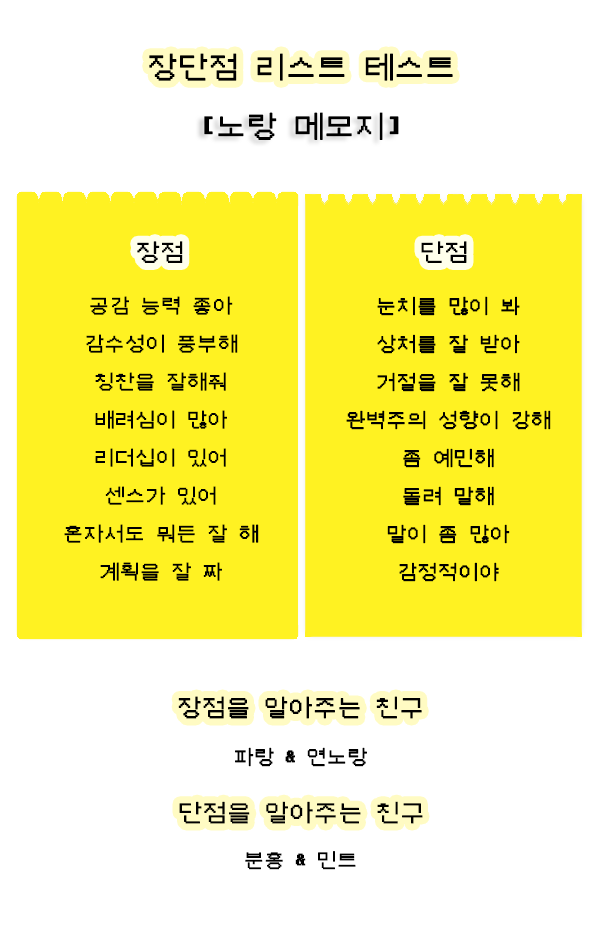 장단점 리스트 테스트
[노랑 메모지]
장점
공감 능력 좋아
감수성이 풍부해
칭찬을 잘해줘
배려심이 많아
리더십이 있어
센스가 있어
혼자서도 뭐든 잘 해
계획을 잘 짜
단점
눈치를 많이 봐
상처를 잘 받아
거절을 잘 못해
완벽주의 성향이 강해
좀 예민해
돌려 말해
말이 좀 많아
감정적이야
장점을 알아주는 친구
파랑 & 연노랑
단점을 알아주는 친구
분홍 & 민트